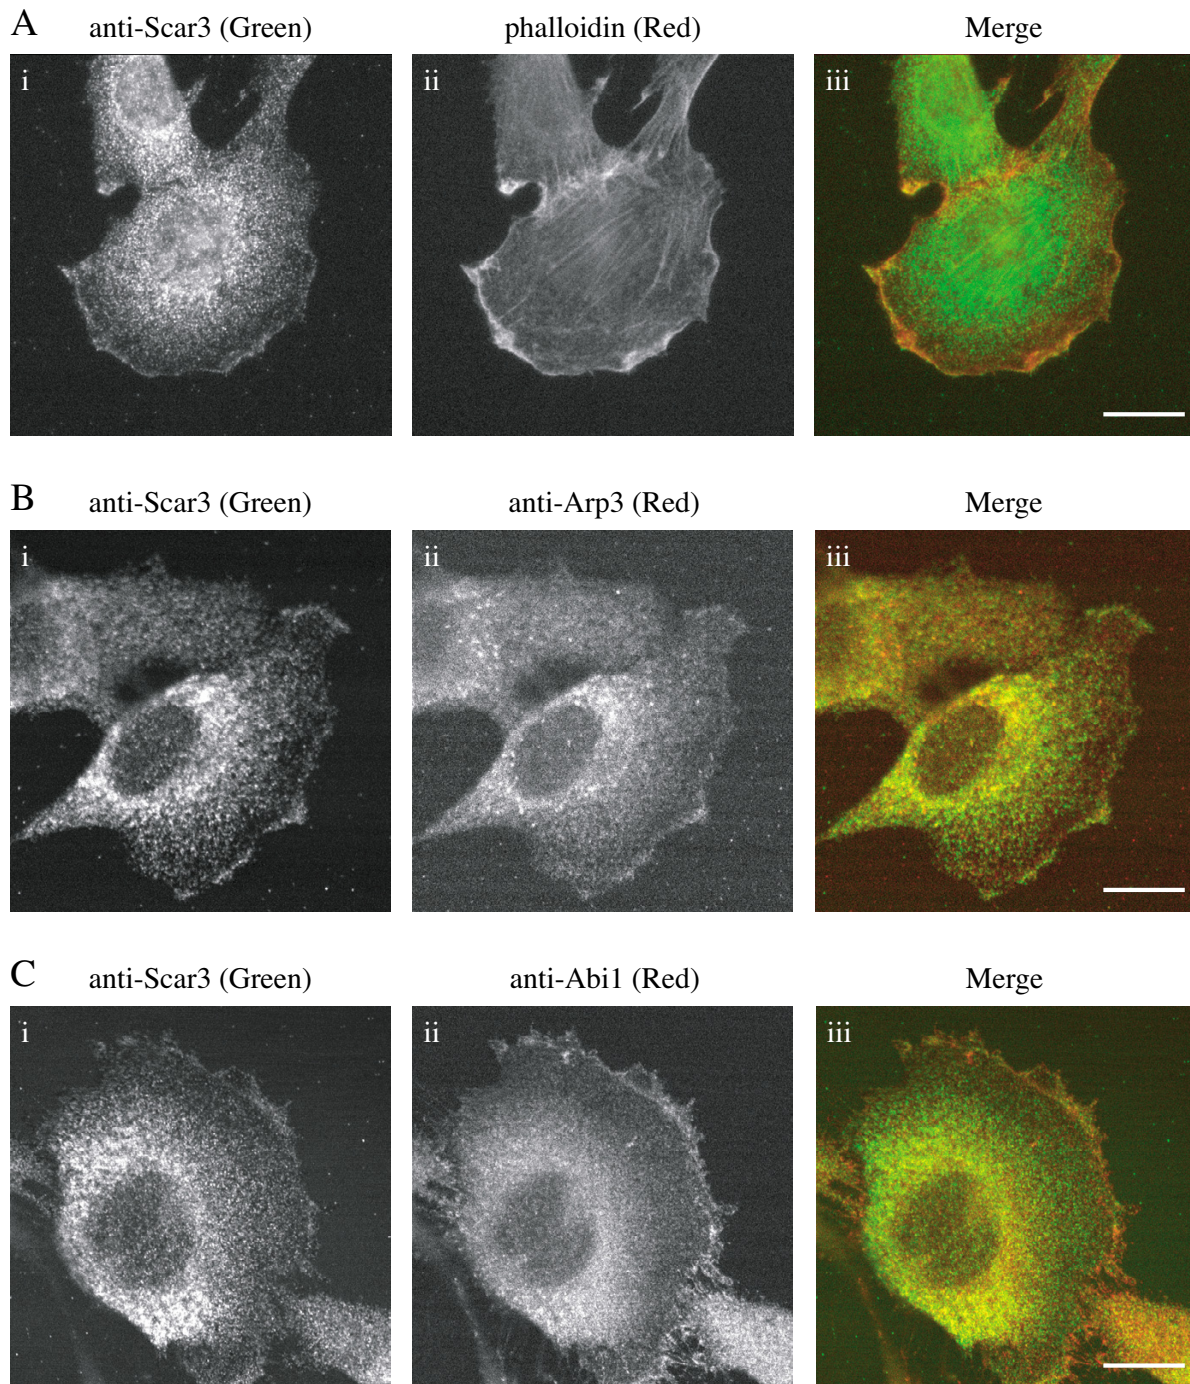 A anti-Scar3 (Green) phalloidin (Red) Merge
i ii iii
B anti-Scar3 (Green) anti-Arp3 (Red) Merge
i ii iii
C anti-Scar3 (Green) anti-Abi1 (Red) Merge
i ii iii